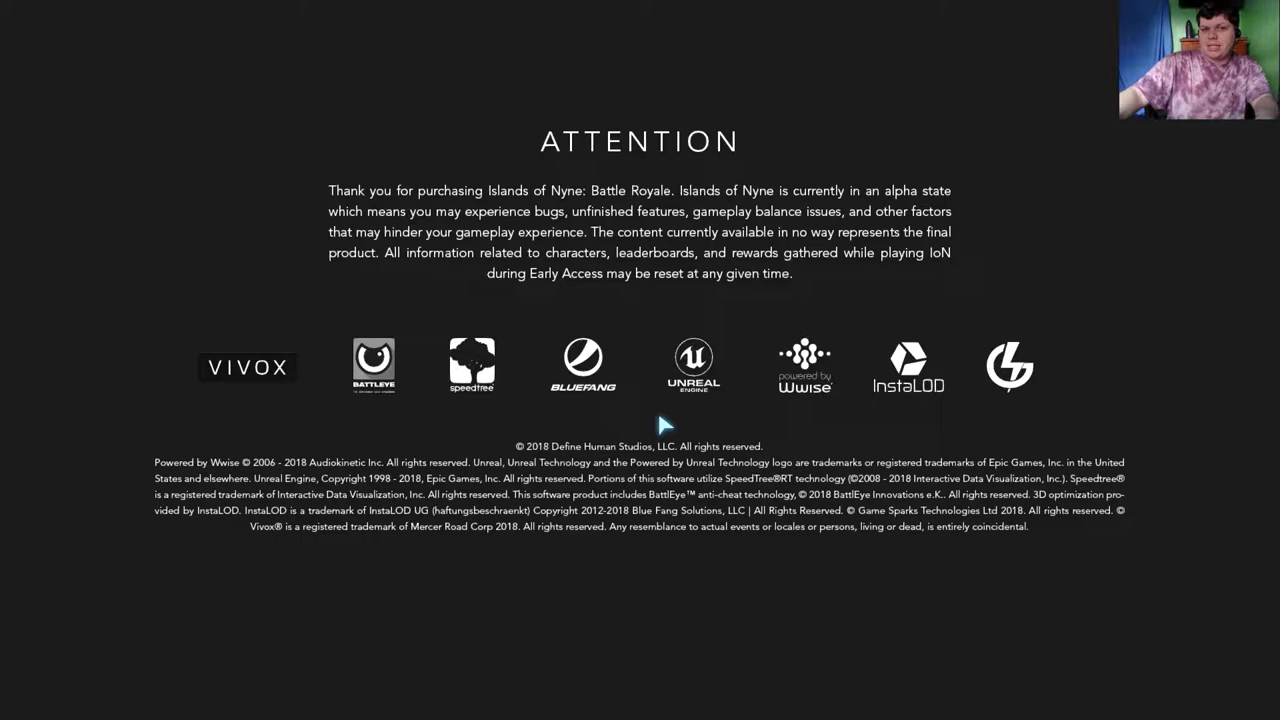 ATTENTION
Thank you for purchasing Islands of Nyne: Battle Royale. Islands of Nyne is currently in an alpha state
which means you may experience bugs, unfinished features, gameplay balance issues, and other factors
that may hinder your gameplay experience. The content currently available in no way represents the final
product. All information related to characters, leaderboards, and rewards gathered while playing IoN
during Early Access may be reset at any given time.
VIVOX
BATTLEYE
speedtree
BLUEFANG
UNREAL
ENGINE
powered by
Wwise
InstaLOD
© 2018 Define Human Studios, LLC. All rights reserved.
Powered by Wwise © 2006 - 2018 Audiokinetic Inc. All rights reserved. Unreal, Unreal Technology and the Powered by Unreal Technology logo are trademarks or registered trademarks of Epic Games, Inc. in the United
States and elsewhere. Unreal Engine, Copyright 1998 - 2018, Epic Games, Inc. All rights reserved. Portions of this software utilize SpeedTree®RT technology (©2008 - 2018 Interactive Data Visualization, Inc.). Speedtree®
is a registered trademark of Interactive Data Visualization, Inc. All rights reserved. This software product includes BattlEye™ anti-cheat technology, © 2018 BattlEye Innovations e.K.. All rights reserved. 3D optimization pro-
vided by InstaLOD. InstaLOD is a trademark of InstaLOD UG (haftungsbeschraenkt) Copyright 2012-2018 Blue Fang Solutions, LLC | All Rights Reserved. © Game Sparks Technologies Ltd 2018. All rights reserved. ©
Vivox® is a registered trademark of Mercer Road Corp 2018. All rights reserved. Any resemblance to actual events or locales or persons, living or dead, is entirely coincidental.